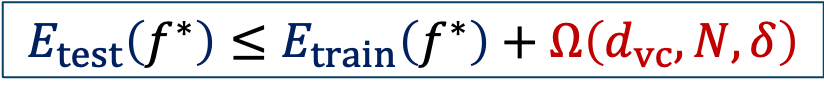 E_test(f*) ≤ E_train(f*) + Ω(d_vc, N, δ)